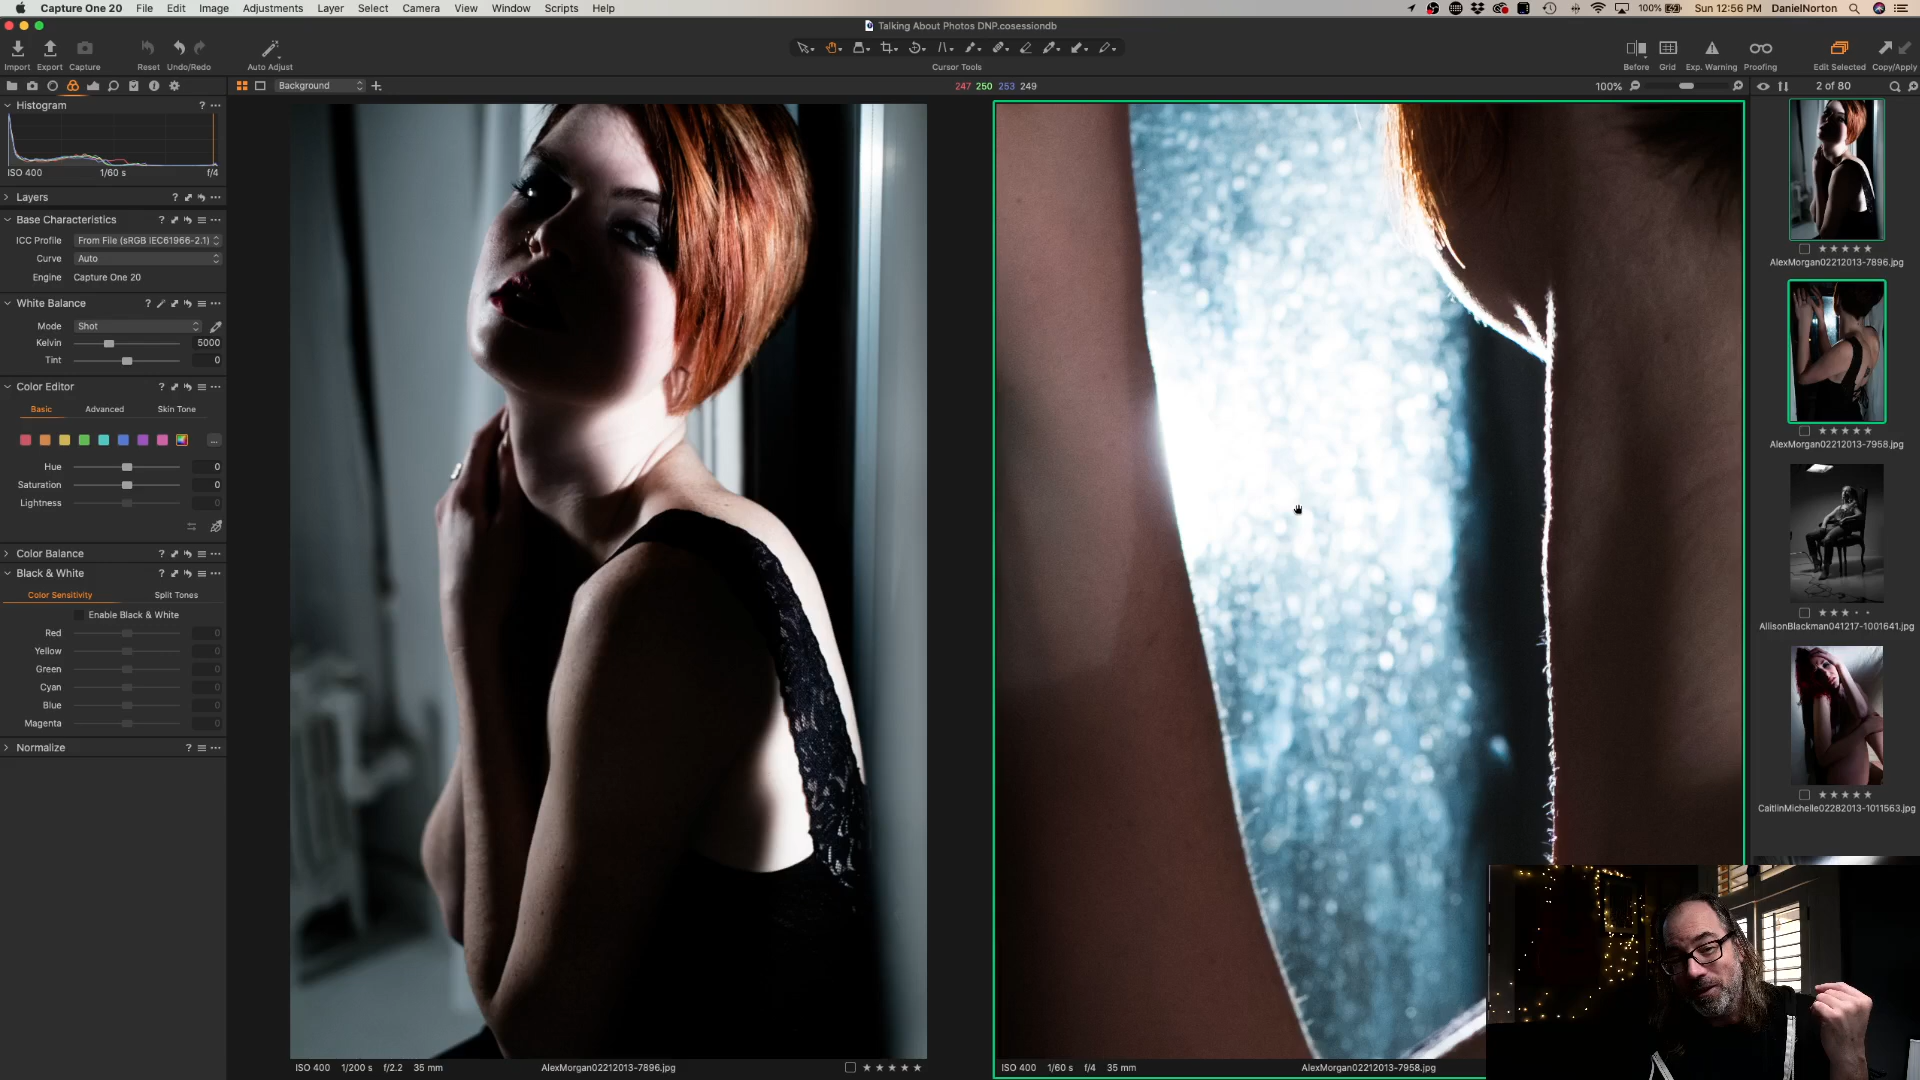 Capture One 20 File Edit Image Adjustments Layer Select Camera View Window Scripts Help
100% Sun 12:56 PM DanielNorton
Talking About Photos DNP.cosessiondb
Import Export Capture Reset Undo/Redo Auto Adjust
Cursor Tools
Before Grid Exp. Warning Proofing Edit Selected Copy/Apply
Background
247 250 253 249
100%
2 of 80
Histogram
ISO 400 1/60 s f/4
Layers
Base Characteristics
ICC Profile From File (sRGB IEC61966-2.1)
Curve Auto
Engine Capture One 20
White Balance
Mode Shot
Kelvin 5000
Tint 0
Color Editor
Basic Advanced Skin Tone
Hue 0
Saturation 0
Lightness 0
Color Balance
Black & White
Color Sensitivity Split Tones
Enable Black & White
Red 0
Yellow 0
Green 0
Cyan 0
Blue 0
Magenta 0
Normalize
AlexMorgan02212013-7896.jpg
AlexMorgan02212013-7958.jpg
AllisonBlackman041217-1001641.jpg
CaitlinMichelle02282013-1011563.jpg
ISO 400 1/200 s f/2.2 35 mm AlexMorgan02212013-7896.jpg
ISO 400 1/60 s f/4 35 mm AlexMorgan02212013-7958.jpg